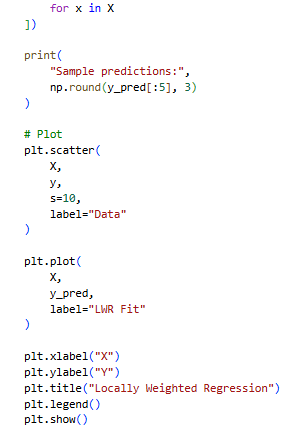 for x in X
])

print(
    "Sample predictions:",
    np.round(y_pred[:5], 3)
)

# Plot
plt.scatter(
    X,
    y,
    s=10,
    label="Data"
)

plt.plot(
    X,
    y_pred,
    label="LWR Fit"
)

plt.xlabel("X")
plt.ylabel("Y")
plt.title("Locally Weighted Regression")
plt.legend()
plt.show()